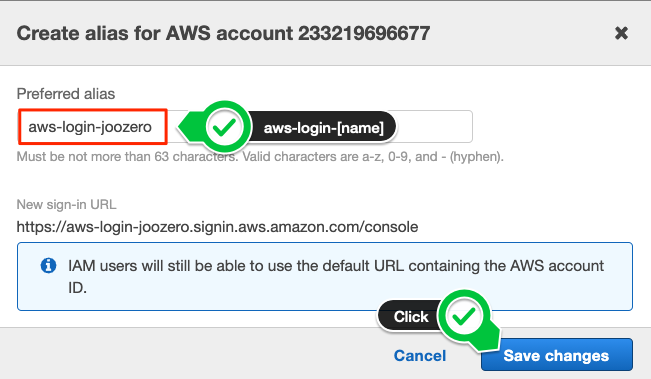 Create alias for AWS account 233219696677
Preferred alias
aws-login-joozero
aws-login-[name]
Must be not more than 63 characters. Valid characters are a-z, 0-9, and - (hyphen).
New sign-in URL
https://aws-login-joozero.signin.aws.amazon.com/console
IAM users will still be able to use the default URL containing the AWS account
ID.
Click
Cancel
Save changes